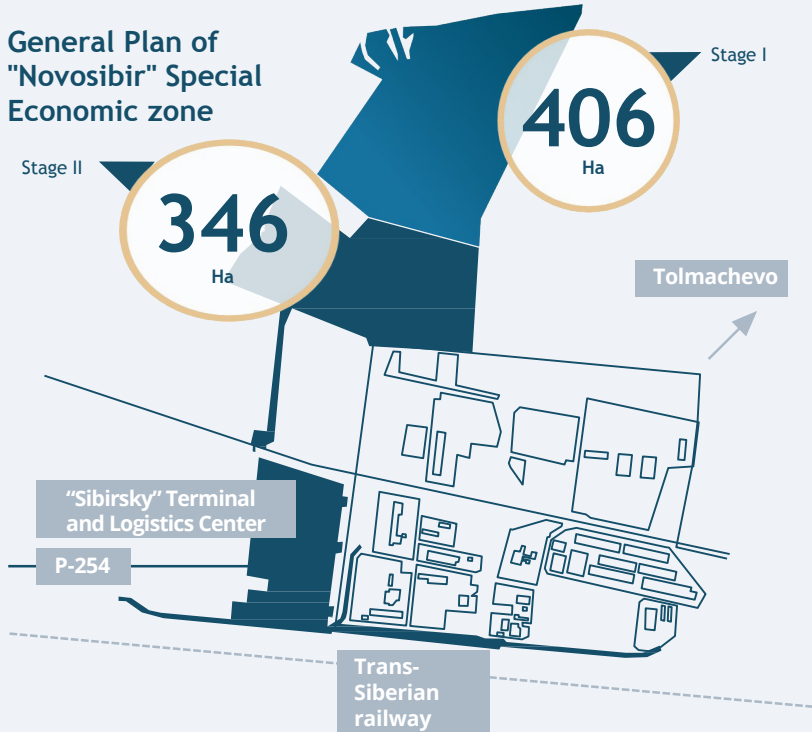 General Plan of
"Novosibir" Special
Economic zone
Stage I
406
Ha
Stage II
346
Ha
Tolmachevo
“Sibirsky” Terminal
and Logistics Center
P-254
Trans-
Siberian
railway